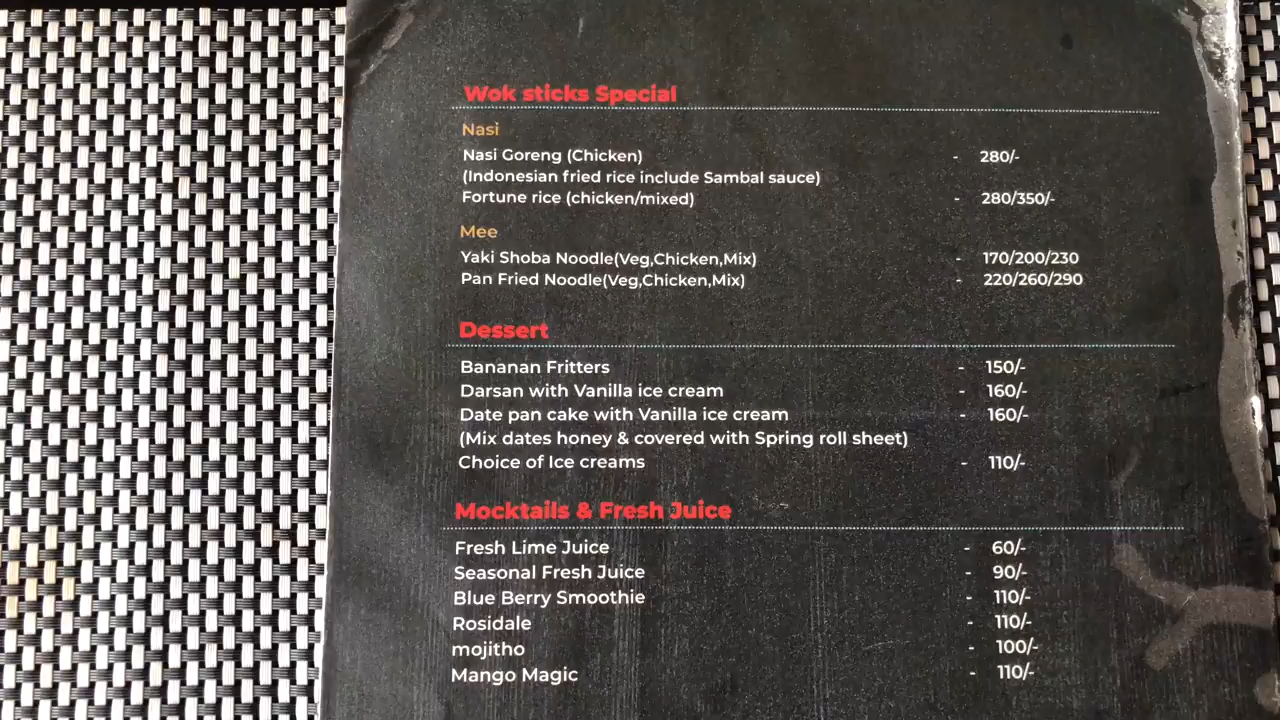 Wok sticks Special
Nasi
Nasi Goreng (Chicken) - 280/-
(Indonesian fried rice include Sambal sauce)
Fortune rice (chicken/mixed) - 280/350/-
Mee
Yaki Shoba Noodle(Veg,Chicken,Mix) - 170/200/230
Pan Fried Noodle(Veg,Chicken,Mix) - 220/260/290
Dessert
Bananan Fritters - 150/-
Darsan with Vanilla ice cream - 160/-
Date pan cake with Vanilla ice cream - 160/-
(Mix dates honey & covered with Spring roll sheet)
Choice of Ice creams - 110/-
Mocktails & Fresh Juice
Fresh Lime Juice - 60/-
Seasonal Fresh Juice - 90/-
Blue Berry Smoothie - 110/-
Rosidale - 110/-
mojitho - 100/-
Mango Magic - 110/-